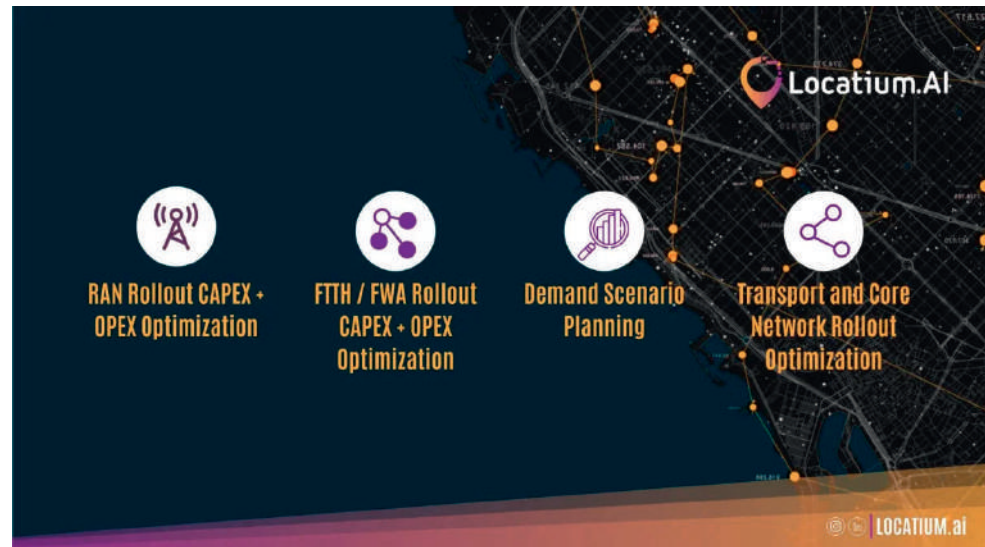 Locatium.AI
RAN Rollout CAPEX +
OPEX Optimization
FTTH / FWA Rollout
CAPEX + OPEX
Optimization
Demand Scenario
Planning
Transport and Core
Network Rollout
Optimization
LOCATIUM.ai